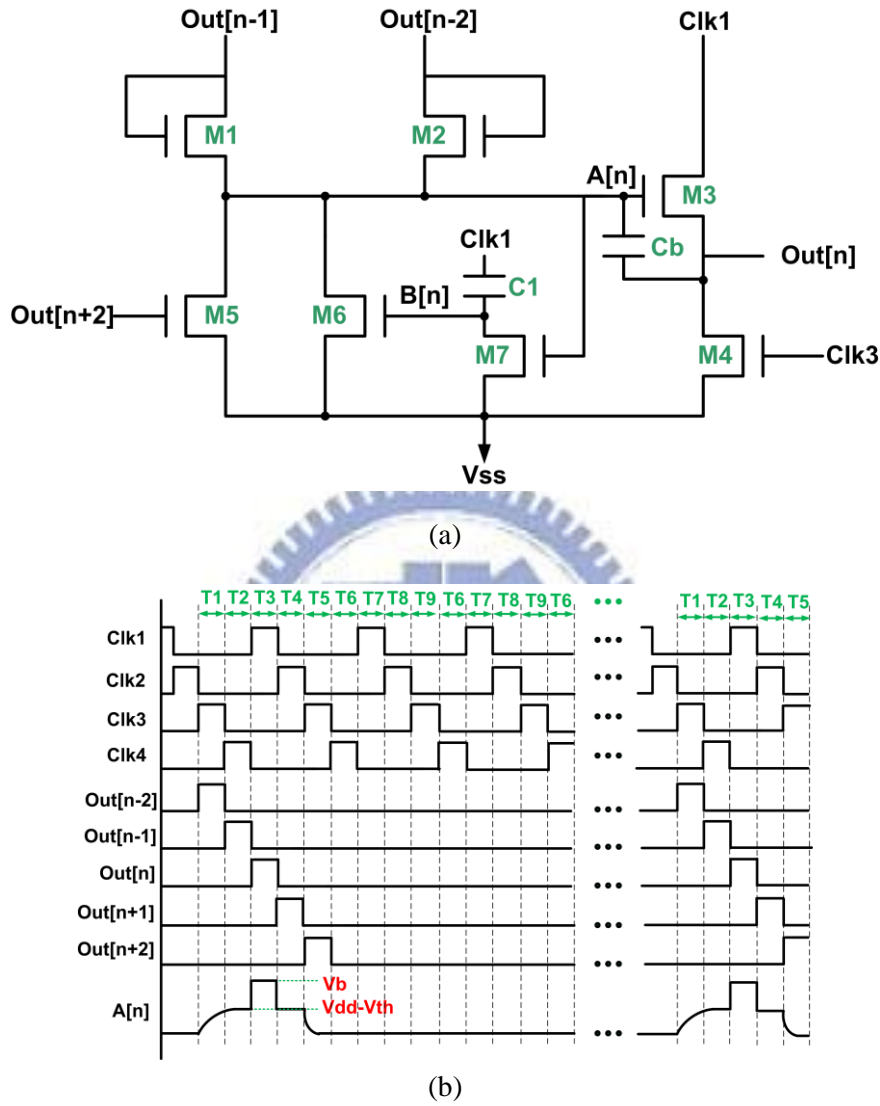 Out[n-1] Out[n-2] Clk1
M1 M2 A[n] M3
Clk1 Cb Out[n]
C1
B[n]
Out[n+2] M5 M6 M7 M4 Clk3
Vss
(a)
T1 T2 T3 T4 T5 T6 T7 T8 T9 T6 T7 T8 T9 T6 ••• T1 T2 T3 T4 T5
Clk1 •••
Clk2 •••
Clk3 •••
Clk4 •••
Out[n-2] •••
Out[n-1] •••
Out[n] •••
Out[n+1] •••
Out[n+2] •••
Vb
Vdd-Vth
A[n] •••
(b)